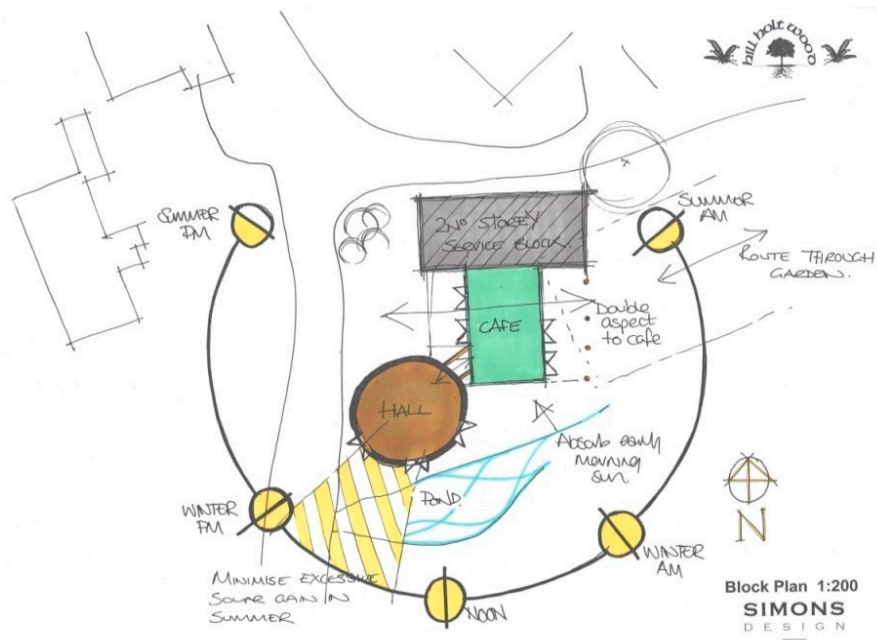 hill holt wood
SUMMER
PM
2Nº STOREY
SERVICE BLOCK.
SUMMER
AM
ROUTE THROUGH
GARDEN.
CAFE
Double
aspect
to cafe
HALL
Absorb early
morning
sun
POND.
WINTER
PM
N
WINTER
AM
MINIMISE EXCESSIVE
SOLAR GAIN IN
SUMMER
NOON
Block Plan 1:200
SIMONS
DESIGN